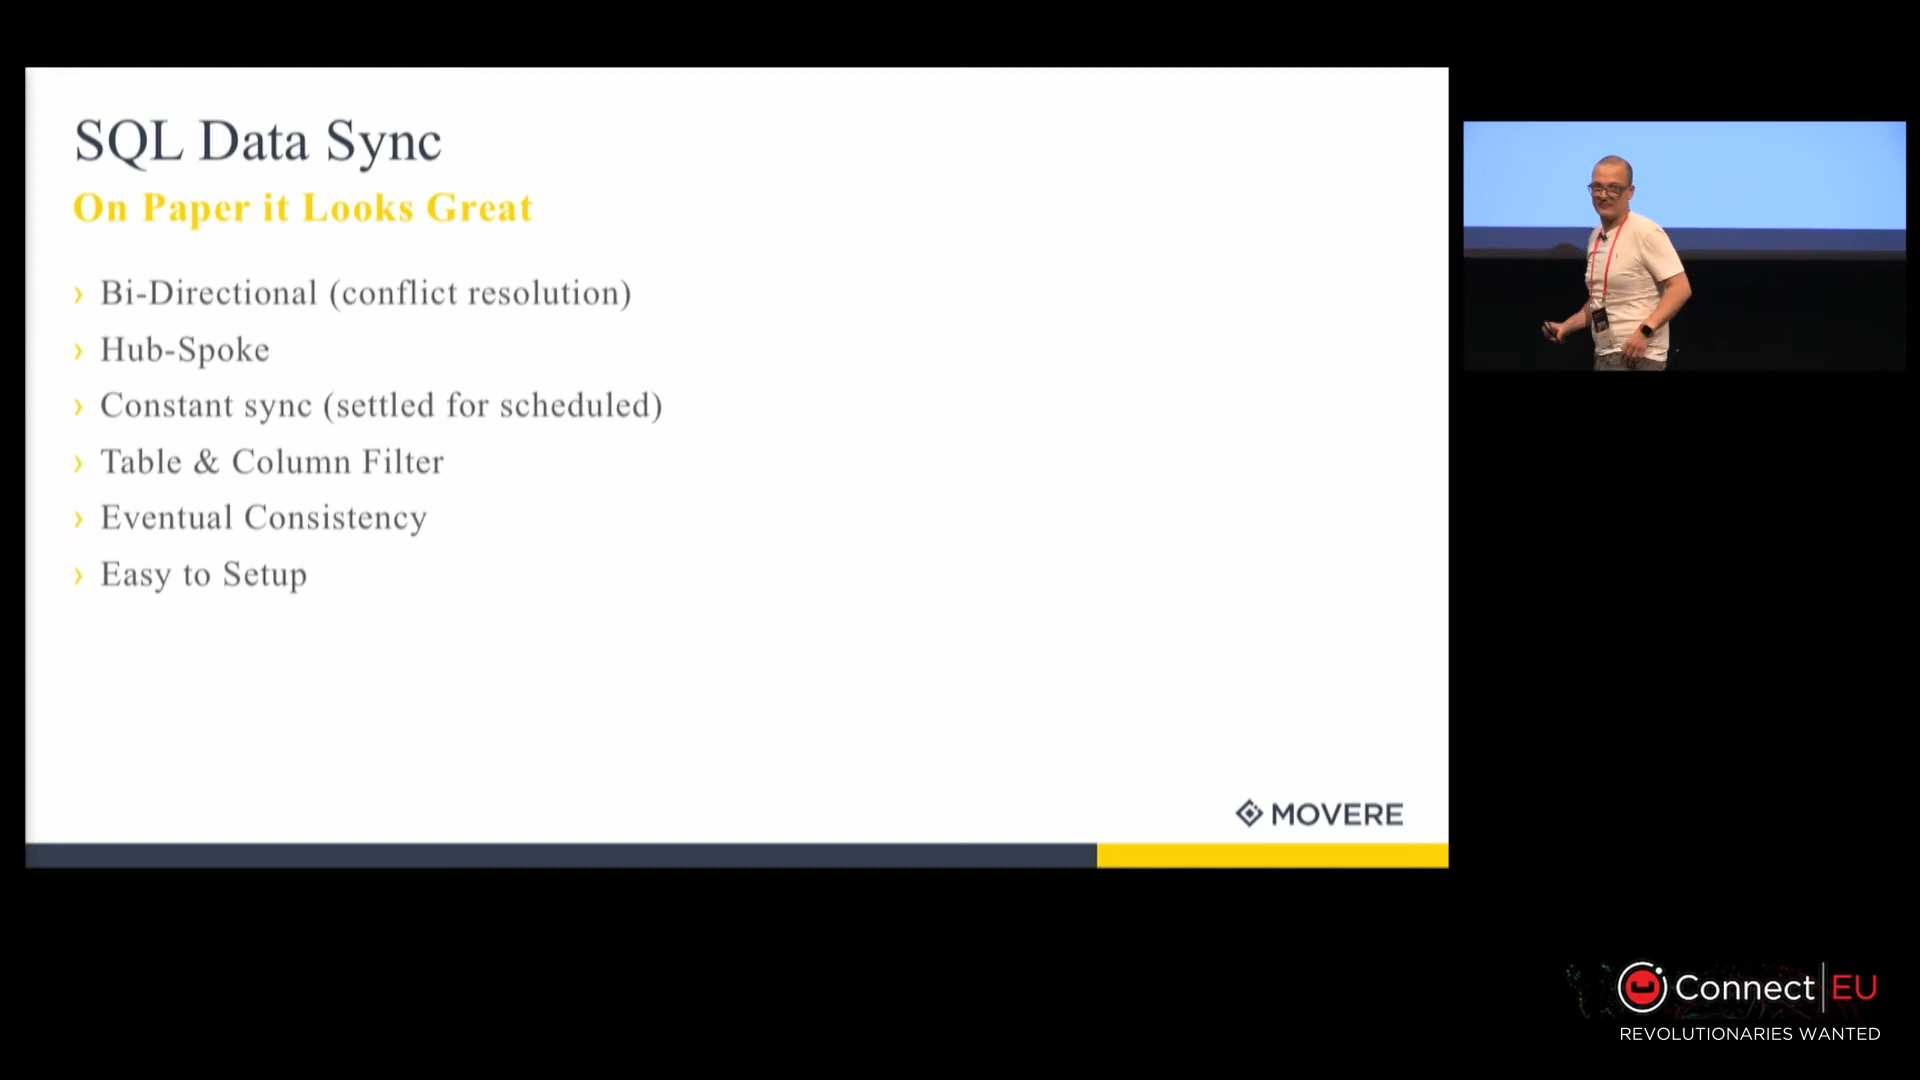 SQL Data Sync
On Paper it Looks Great
› Bi-Directional (conflict resolution)
› Hub-Spoke
› Constant sync (settled for scheduled)
› Table & Column Filter
› Eventual Consistency
› Easy to Setup
MOVERE
Connect|EU
REVOLUTIONARIES WANTED